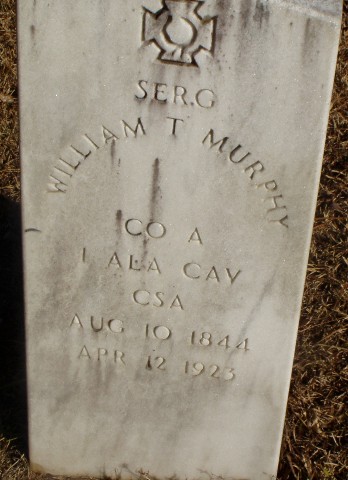 SERG
WILLIAM T MURPHY
CO A
1 ALA CAV
CSA
AUG 10 1844
APR 12 1923